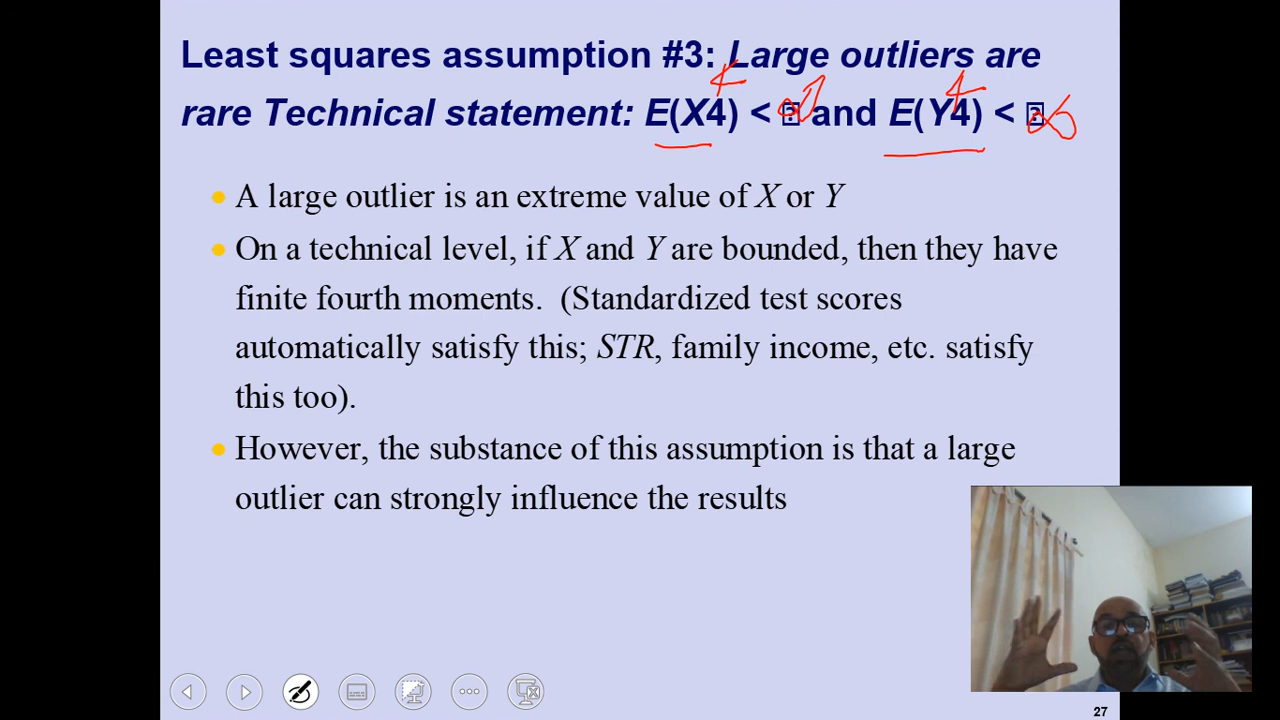 Least squares assumption #3: Large outliers are
rare Technical statement: E(X4) < ∞ and E(Y4) < ∞
4
4
• A large outlier is an extreme value of X or Y
• On a technical level, if X and Y are bounded, then they have
finite fourth moments. (Standardized test scores
automatically satisfy this; STR, family income, etc. satisfy
this too).
• However, the substance of this assumption is that a large
outlier can strongly influence the results
27